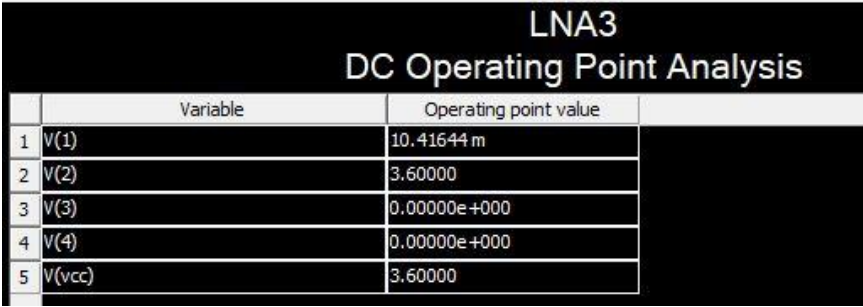 LNA3
DC Operating Point Analysis
Variable Operating point value
1 V(1) 10.41644 m
2 V(2) 3.60000
3 V(3) 0.00000e+000
4 V(4) 0.00000e+000
5 V(vcc) 3.60000